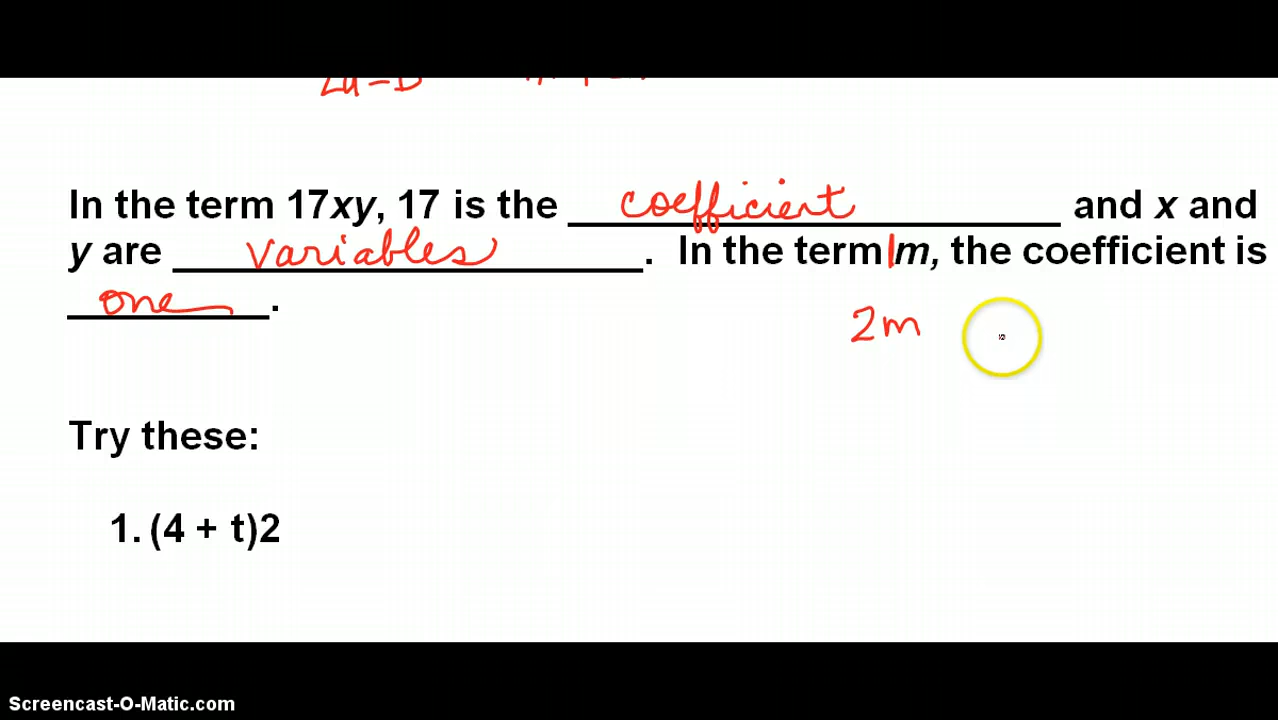 In the term 17xy, 17 is the coefficient and x and
y are variables. In the term 1m, the coefficient is
one.
2m
Try these:
1. (4 + t)2
Screencast-O-Matic.com